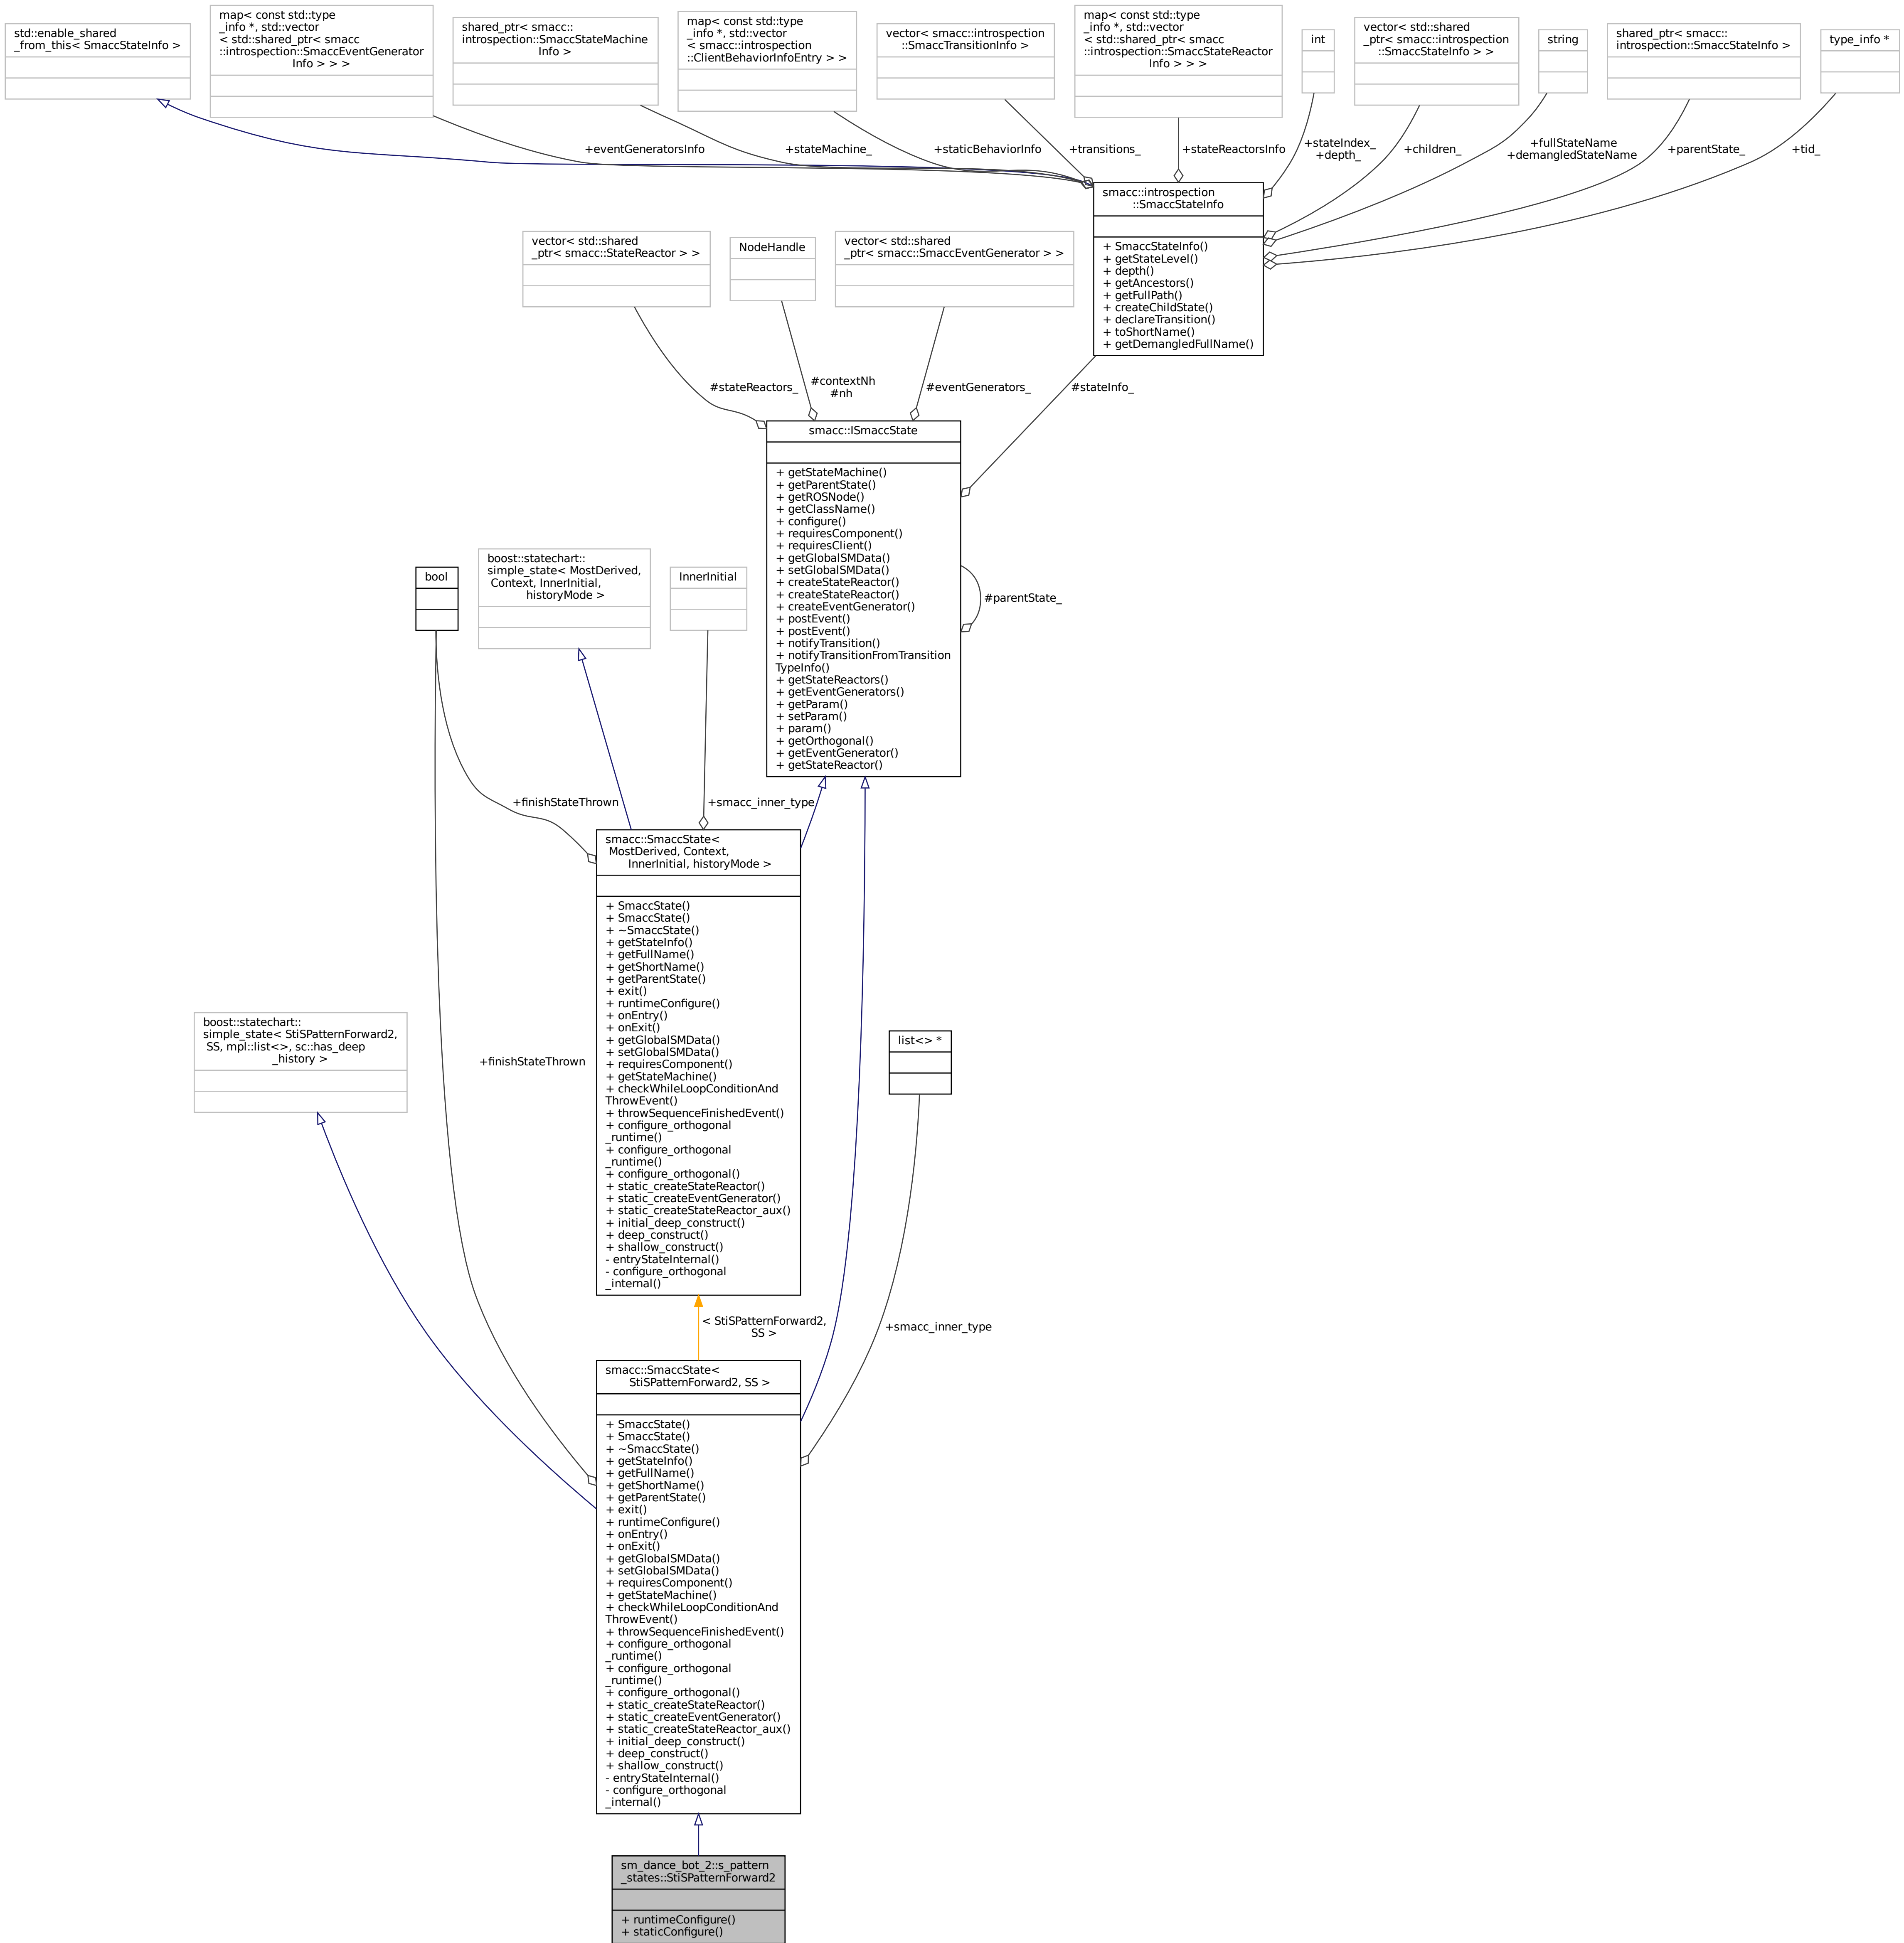 std::enable_shared
_from_this< SmaccStateInfo >
map< const std::type
_info *, std::vector
< std::shared_ptr< smacc
::introspection::SmaccEventGenerator
Info > > >
shared_ptr< smacc::
introspection::SmaccStateMachine
Info >
map< const std::type
_info *, std::vector
< smacc::introspection
::ClientBehaviorInfoEntry > >
vector< smacc::introspection
::SmaccTransitionInfo >
map< const std::type
_info *, std::vector
< std::shared_ptr< smacc
::introspection::SmaccStateReactor
Info > > >
int
vector< std::shared
_ptr< smacc::introspection
::SmaccStateInfo > >
string
shared_ptr< smacc::
introspection::SmaccStateInfo >
type_info *
+eventGeneratorsInfo
+stateMachine_
+staticBehaviorInfo
+transitions_
+stateReactorsInfo
+stateIndex_
+depth_
+children_
+fullStateName
+demangledStateName
+parentState_
+tid_
smacc::introspection
::SmaccStateInfo
+ SmaccStateInfo()
+ getStateLevel()
+ depth()
+ getAncestors()
+ getFullPath()
+ createChildState()
+ declareTransition()
+ toShortName()
+ getDemangledFullName()
vector< std::shared
_ptr< smacc::StateReactor > >
NodeHandle
vector< std::shared
_ptr< smacc::SmaccEventGenerator > >
#stateReactors_
#contextNh
#nh
#eventGenerators_
#stateInfo_
smacc::ISmaccState
+ getStateMachine()
+ getParentState()
+ getROSNode()
+ getClassName()
+ configure()
+ requiresComponent()
+ requiresClient()
+ getGlobalSMData()
+ setGlobalSMData()
+ createStateReactor()
+ createStateReactor()
+ createEventGenerator()
+ postEvent()
+ postEvent()
+ notifyTransition()
+ notifyTransitionFromTransition
TypeInfo()
+ getStateReactors()
+ getEventGenerators()
+ getParam()
+ setParam()
+ param()
+ getOrthogonal()
+ getEventGenerator()
+ getStateReactor()
#parentState_
bool
boost::statechart::
simple_state< MostDerived,
Context, InnerInitial,
historyMode >
InnerInitial
+finishStateThrown
+smacc_inner_type
smacc::SmaccState<
MostDerived, Context,
InnerInitial, historyMode >
+ SmaccState()
+ SmaccState()
+ ~SmaccState()
+ getStateInfo()
+ getFullName()
+ getShortName()
+ getParentState()
+ exit()
+ runtimeConfigure()
+ onEntry()
+ onExit()
+ getGlobalSMData()
+ setGlobalSMData()
+ requiresComponent()
+ getStateMachine()
+ checkWhileLoopConditionAnd
ThrowEvent()
+ throwSequenceFinishedEvent()
+ configure_orthogonal
_runtime()
+ configure_orthogonal
_runtime()
+ configure_orthogonal()
+ static_createStateReactor()
+ static_createEventGenerator()
+ static_createStateReactor_aux()
+ initial_deep_construct()
+ deep_construct()
+ shallow_construct()
- entryStateInternal()
- configure_orthogonal
_internal()
boost::statechart::
simple_state< StiSPatternForward2,
SS, mpl::list<>, sc::has_deep
_history >
+finishStateThrown
list<> *
< StiSPatternForward2,
SS >
+smacc_inner_type
smacc::SmaccState<
StiSPatternForward2, SS >
+ SmaccState()
+ SmaccState()
+ ~SmaccState()
+ getStateInfo()
+ getFullName()
+ getShortName()
+ getParentState()
+ exit()
+ runtimeConfigure()
+ onEntry()
+ onExit()
+ getGlobalSMData()
+ setGlobalSMData()
+ requiresComponent()
+ getStateMachine()
+ checkWhileLoopConditionAnd
ThrowEvent()
+ throwSequenceFinishedEvent()
+ configure_orthogonal
_runtime()
+ configure_orthogonal
_runtime()
+ configure_orthogonal()
+ static_createStateReactor()
+ static_createEventGenerator()
+ static_createStateReactor_aux()
+ initial_deep_construct()
+ deep_construct()
+ shallow_construct()
- entryStateInternal()
- configure_orthogonal
_internal()
sm_dance_bot_2::s_pattern
_states::StiSPatternForward2
+ runtimeConfigure()
+ staticConfigure()